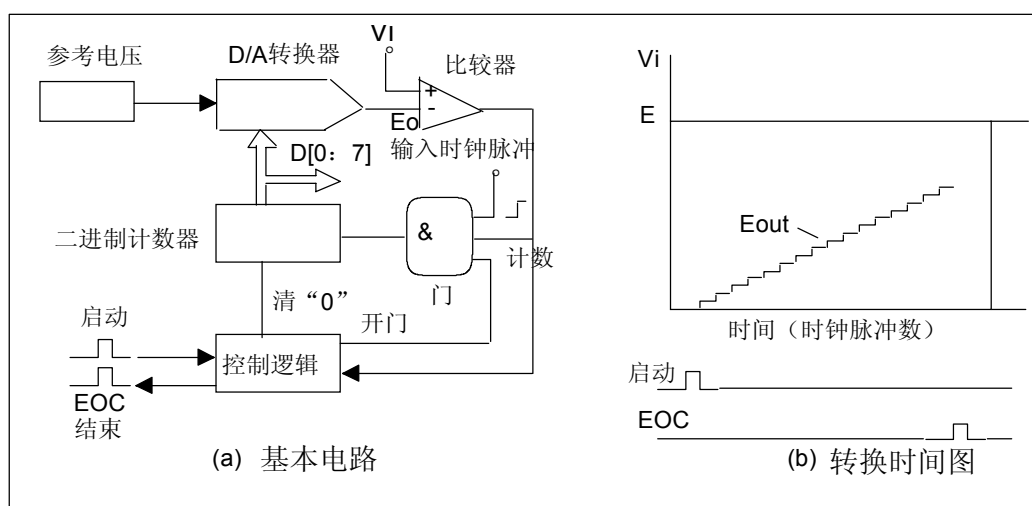 参考电压
D/A转换器
VI
比较器
+
-
Eo
输入时钟脉冲
D[0：7]
二进制计数器
&
计数
门
清“0”
开门
启动
控制逻辑
EOC
结束
(a) 基本电路
Vi
E
Eout
时间（时钟脉冲数）
启动
EOC
(b) 转换时间图